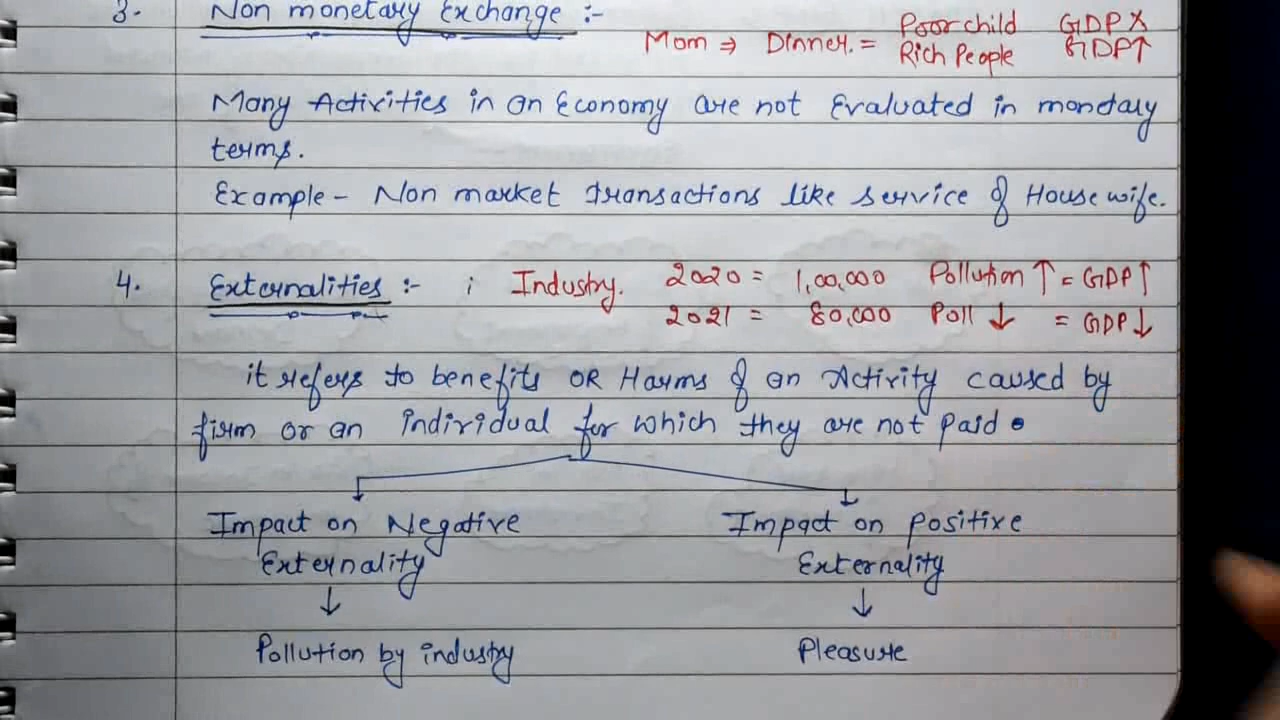 3. Non monetary Exchange :-
Mom ⇒ Dinner. = Poor child GDP X
Rich People GDP↑
Many Activities in an Economy are not Evaluated in monetary
terms.
Example - Non market transactions like service of House wife.
4. Externalities :- ; Industry. 2020 = 1,00,000 Pollution ↑ = GDP↑
2021 = 80,000 Poll ↓ = GDP↓
it refers to benefits OR Harms of an Activity caused by
firm or an individual for which they are not paid.
Impact on Negative Impact on positive
Externality Externality
↓ ↓
Pollution by industry Pleasure